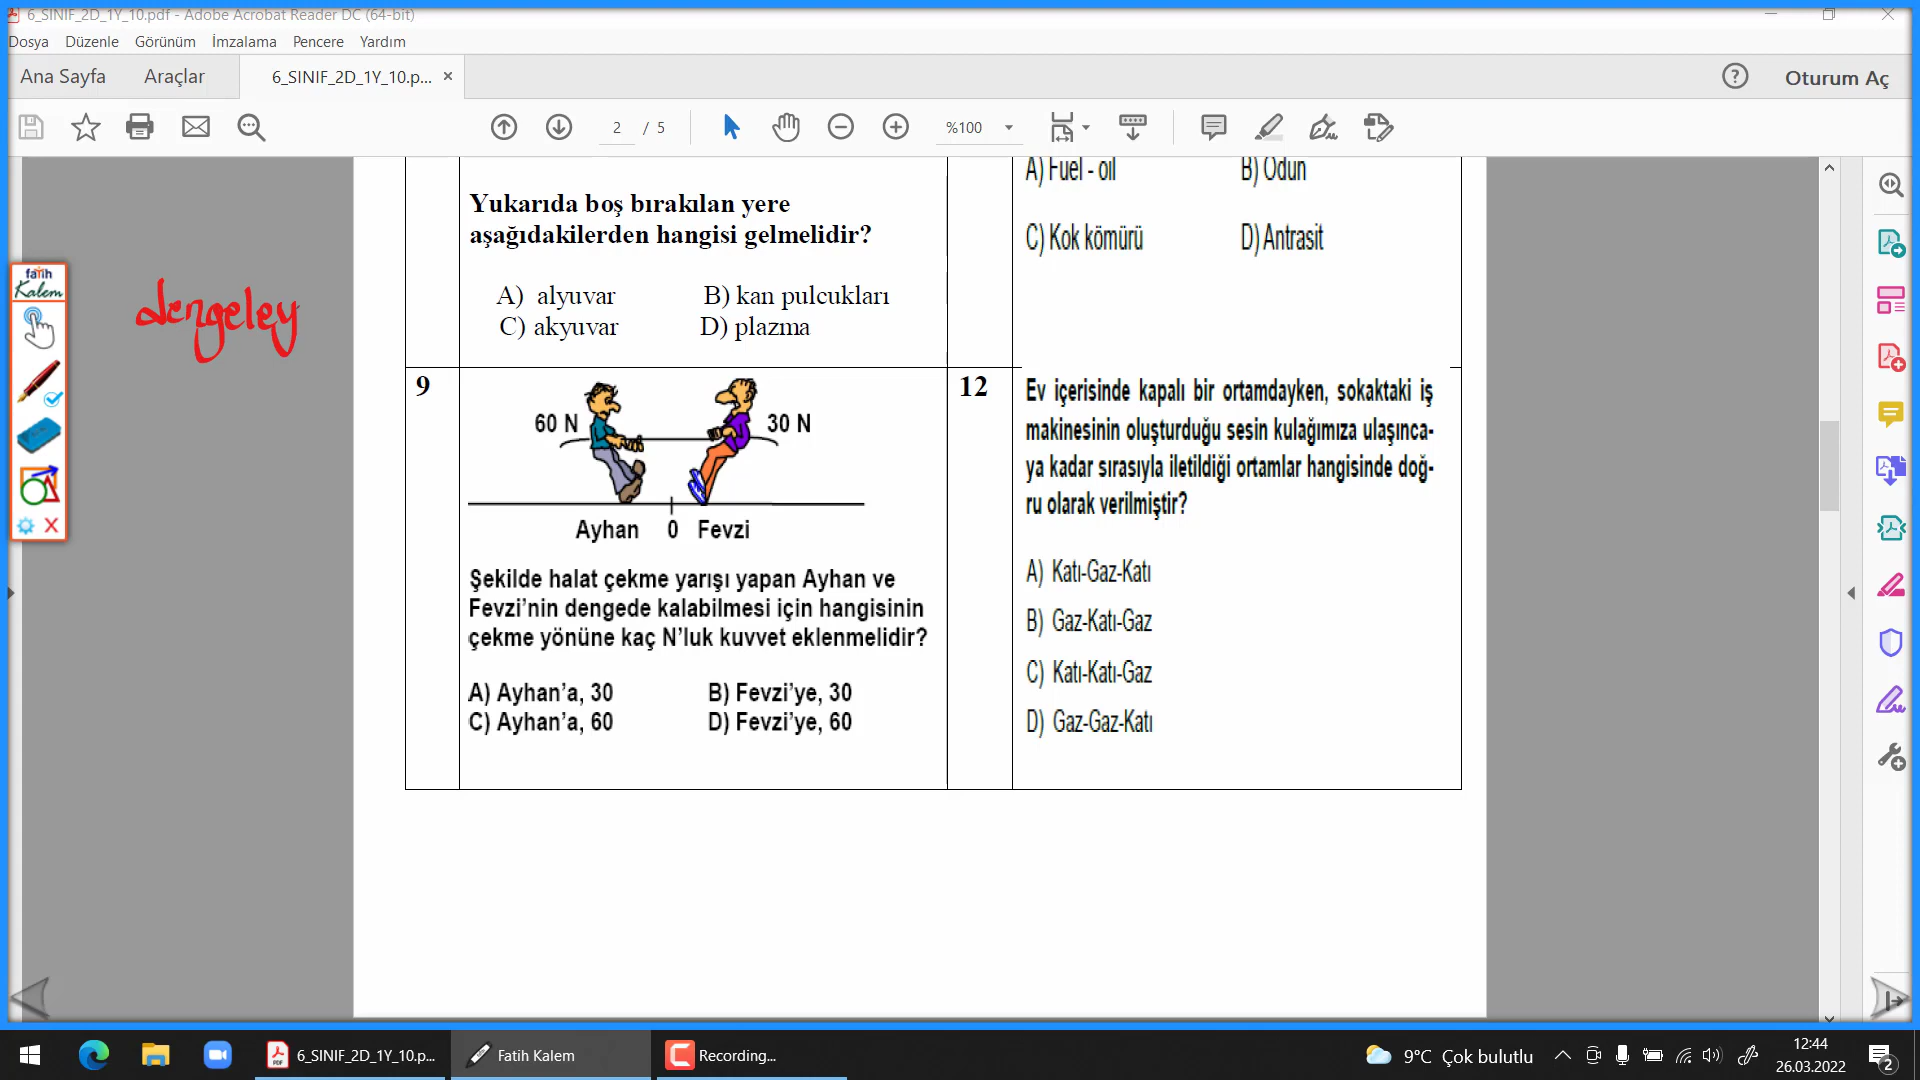 6_SINIF_2D_1Y_10.pdf - Adobe Acrobat Reader DC (64-bit)
Dosya Düzenle Görünüm İmzalama Pencere Yardım
Ana Sayfa Araçlar 6_SINIF_2D_1Y_10.p... × ? Oturum Aç
2 / 5 %100
Yukarıda boş bırakılan yere
aşağıdakilerden hangisi gelmelidir?
A) alyuvar B) kan pulcukları
C) akyuvar D) plazma
A) Fuel - oil B) Odun
C) Kok kömürü D) Antrasit
fatih
Kalem
dengeley
9
60 N 30 N
Ayhan 0 Fevzi
Şekilde halat çekme yarışı yapan Ayhan ve
Fevzi'nin dengede kalabilmesi için hangisinin
çekme yönüne kaç N'luk kuvvet eklenmelidir?
A) Ayhan'a, 30 B) Fevzi'ye, 30
C) Ayhan'a, 60 D) Fevzi'ye, 60
12
Ev içerisinde kapalı bir ortamdayken, sokaktaki iş
makinesinin oluşturduğu sesin kulağımıza ulaşınca-
ya kadar sırasıyla iletildiği ortamlar hangisinde doğ-
ru olarak verilmiştir?
A) Katı-Gaz-Katı
B) Gaz-Katı-Gaz
C) Katı-Katı-Gaz
D) Gaz-Gaz-Katı
6_SINIF_2D_1Y_10.p... Fatih Kalem Recording... 9°C Çok bulutlu 12:44
26.03.2022 2